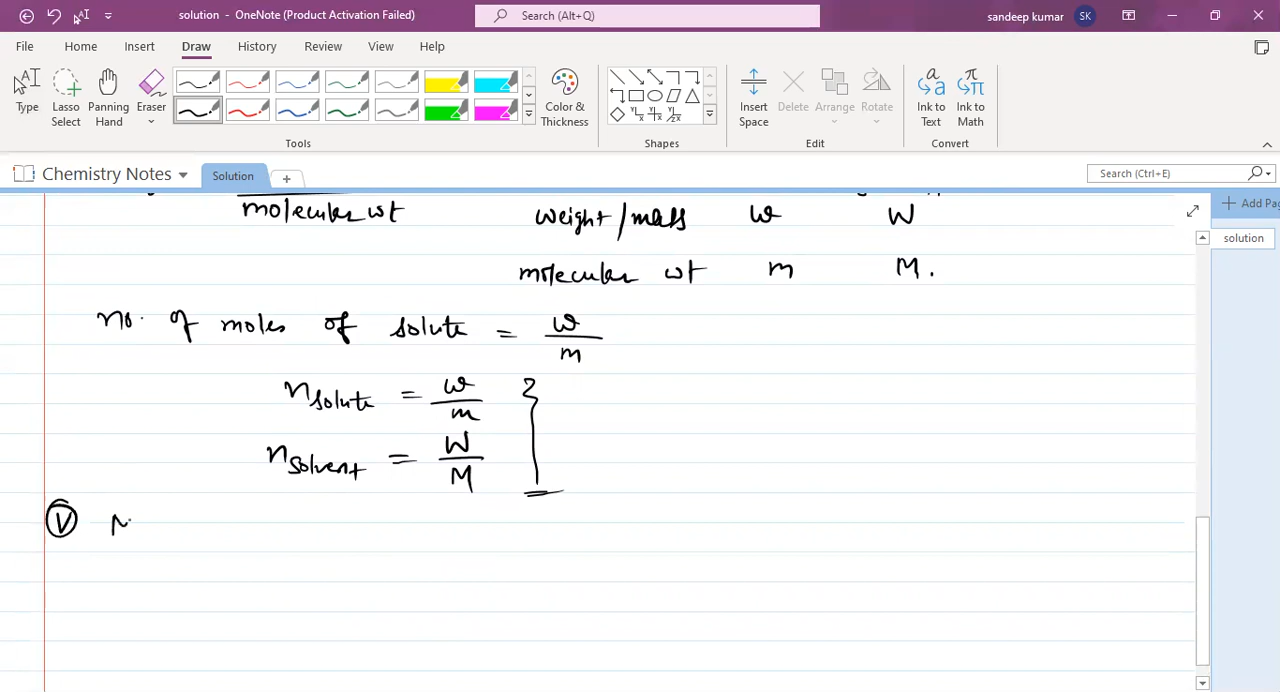 solution - OneNote (Product Activation Failed)
Search (Alt+Q)
sandeep kumar SK
File Home Insert Draw History Review View Help
Type Lasso Select Panning Hand Eraser
Color & Thickness
Insert Space Delete Arrange Rotate
Ink to Text Ink to Math
Tools Shapes Edit Convert
Chemistry Notes Solution
Search (Ctrl+E)
Add Pag
solution
molecular wt weight/mass w W
molecular wt m M.
no. of moles of solute = w/m
n solute = w/m
n solvent = W/M
V